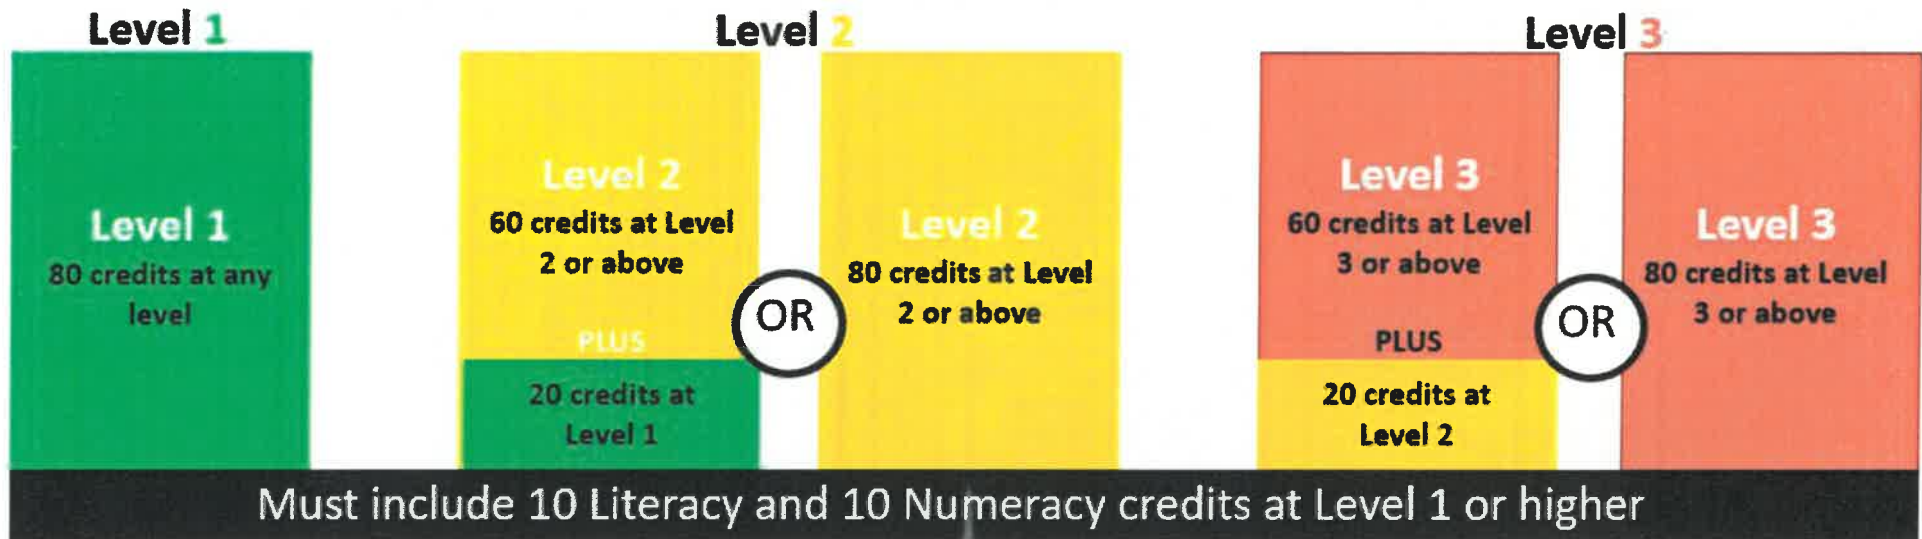 Level 1
Level 1
80 credits at any
level
Level 2
Level 2
60 credits at Level
2 or above
PLUS
20 credits at
Level 1
OR
Level 2
80 credits at Level
2 or above
Level 3
Level 3
60 credits at Level
3 or above
PLUS
20 credits at
Level 2
OR
Level 3
80 credits at Level
3 or above
Must include 10 Literacy and 10 Numeracy credits at Level 1 or higher